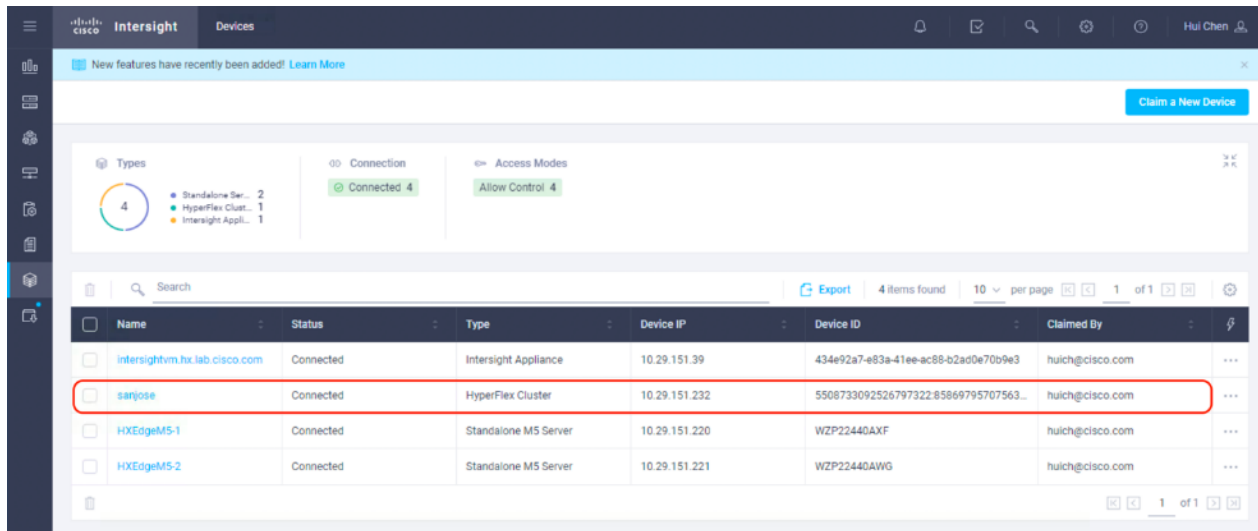 cisco Intersight Devices Hui Chen
New features have recently been added! Learn More ×
Claim a New Device
Types Connection Access Modes
4 Standalone Ser... 2 Connected 4 Allow Control 4
HyperFlex Clust... 1
Intersight Appli... 1
Search Export 4 items found 10 per page 1 of 1
Name Status Type Device IP Device ID Claimed By
intersightvm.hx.lab.cisco.com Connected Intersight Appliance 10.29.151.39 434e92a7-e83a-41ee-ac88-b2ad0e70b9e3 huich@cisco.com ...
sanjose Connected HyperFlex Cluster 10.29.151.232 5508733092526797322:85869795707563... huich@cisco.com ...
HXEdgeM5-1 Connected Standalone M5 Server 10.29.151.220 WZP22440AXF huich@cisco.com ...
HXEdgeM5-2 Connected Standalone M5 Server 10.29.151.221 WZP22440AWG huich@cisco.com ...
1 of 1